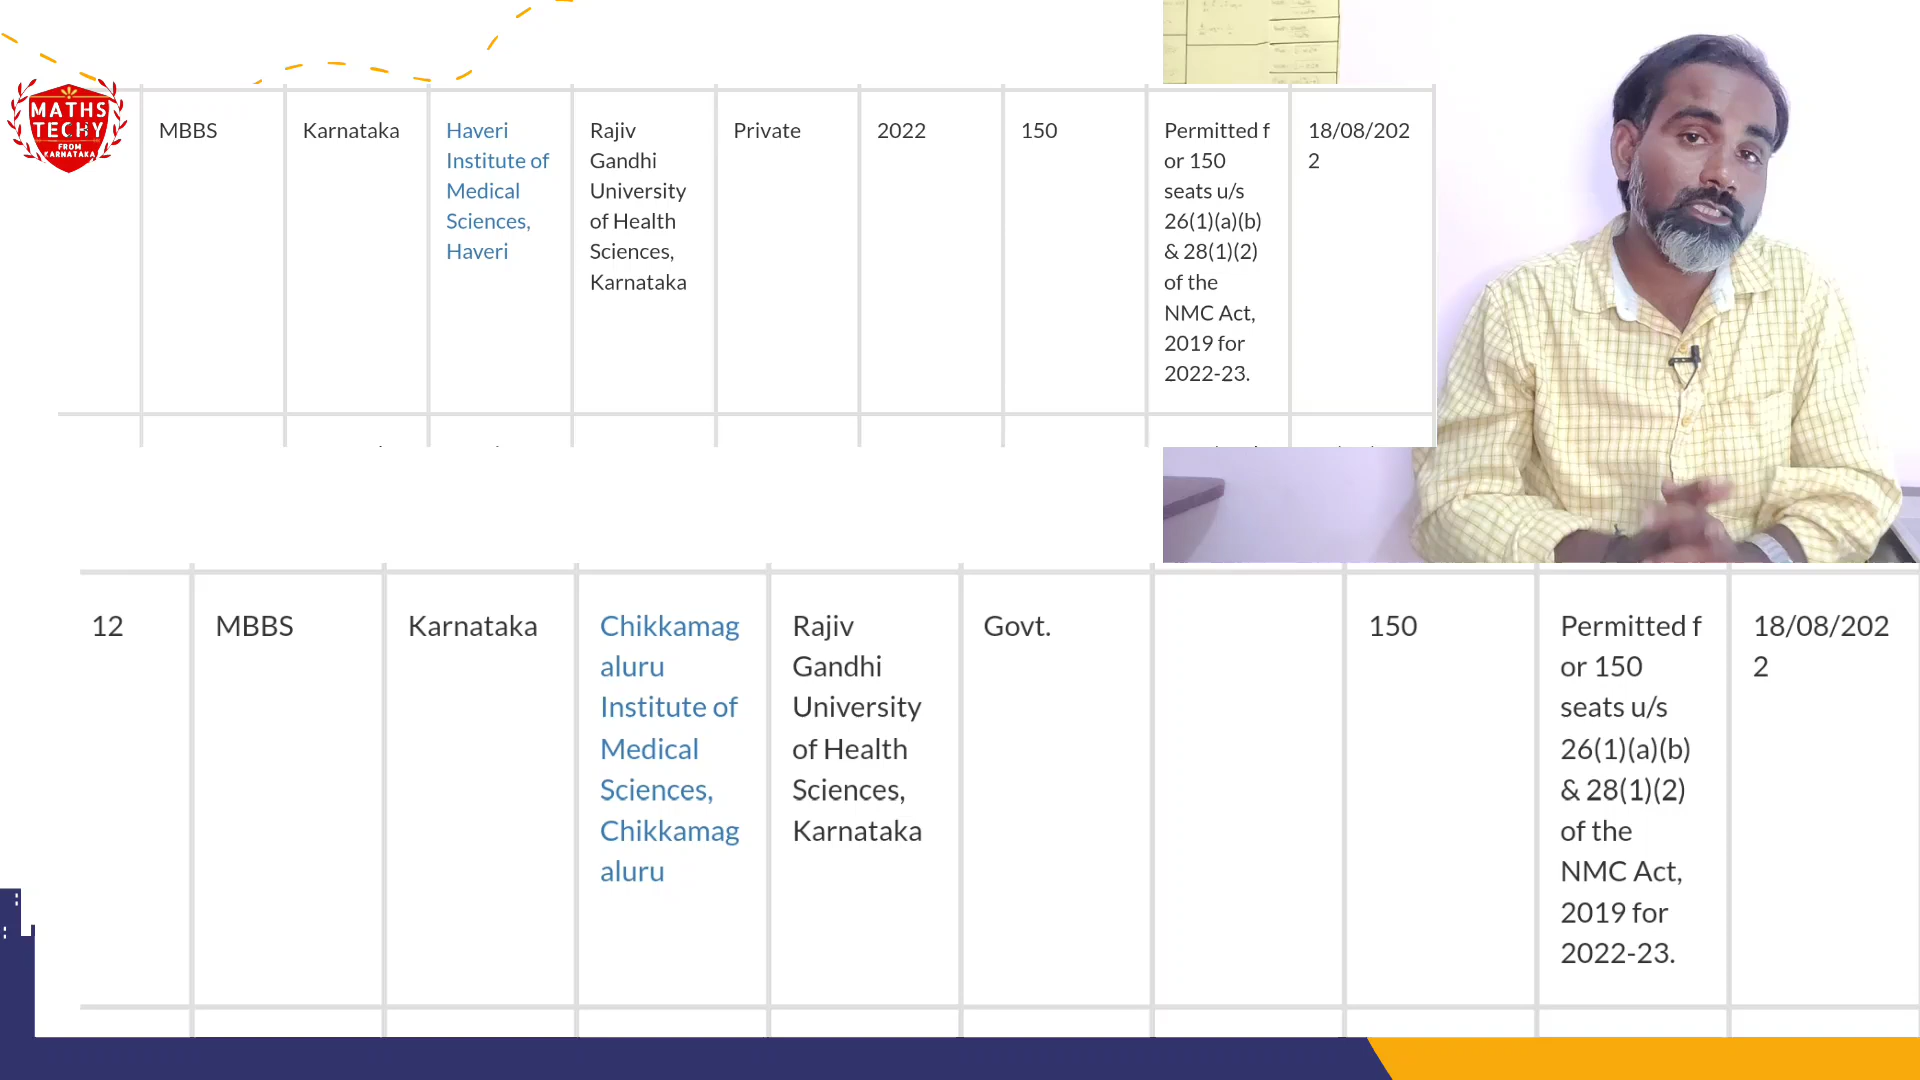 MATHS
TECHY
FROM
KARNATAKA
MBBS
Karnataka
Haveri
Institute of
Medical
Sciences,
Haveri
Rajiv
Gandhi
University
of Health
Sciences,
Karnataka
Private
2022
150
Permitted f
or 150
seats u/s
26(1)(a)(b)
& 28(1)(2)
of the
NMC Act,
2019 for
2022-23.
18/08/202
2
12
MBBS
Karnataka
Chikkamag
aluru
Institute of
Medical
Sciences,
Chikkamag
aluru
Rajiv
Gandhi
University
of Health
Sciences,
Karnataka
Govt.
150
Permitted f
or 150
seats u/s
26(1)(a)(b)
& 28(1)(2)
of the
NMC Act,
2019 for
2022-23.
18/08/202
2